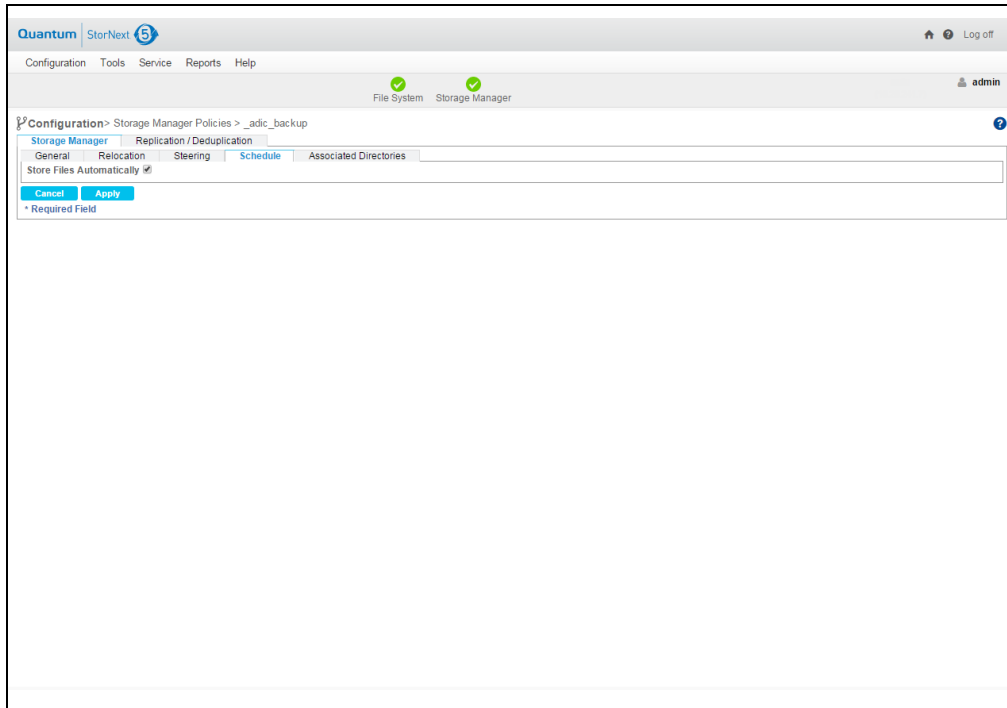 Quantum StorNext 5 Log off
Configuration Tools Service Reports Help
File System Storage Manager admin
Configuration> Storage Manager Policies > _adic_backup
Storage Manager Replication / Deduplication
General Relocation Steering Schedule Associated Directories
Store Files Automatically
Cancel Apply
* Required Field